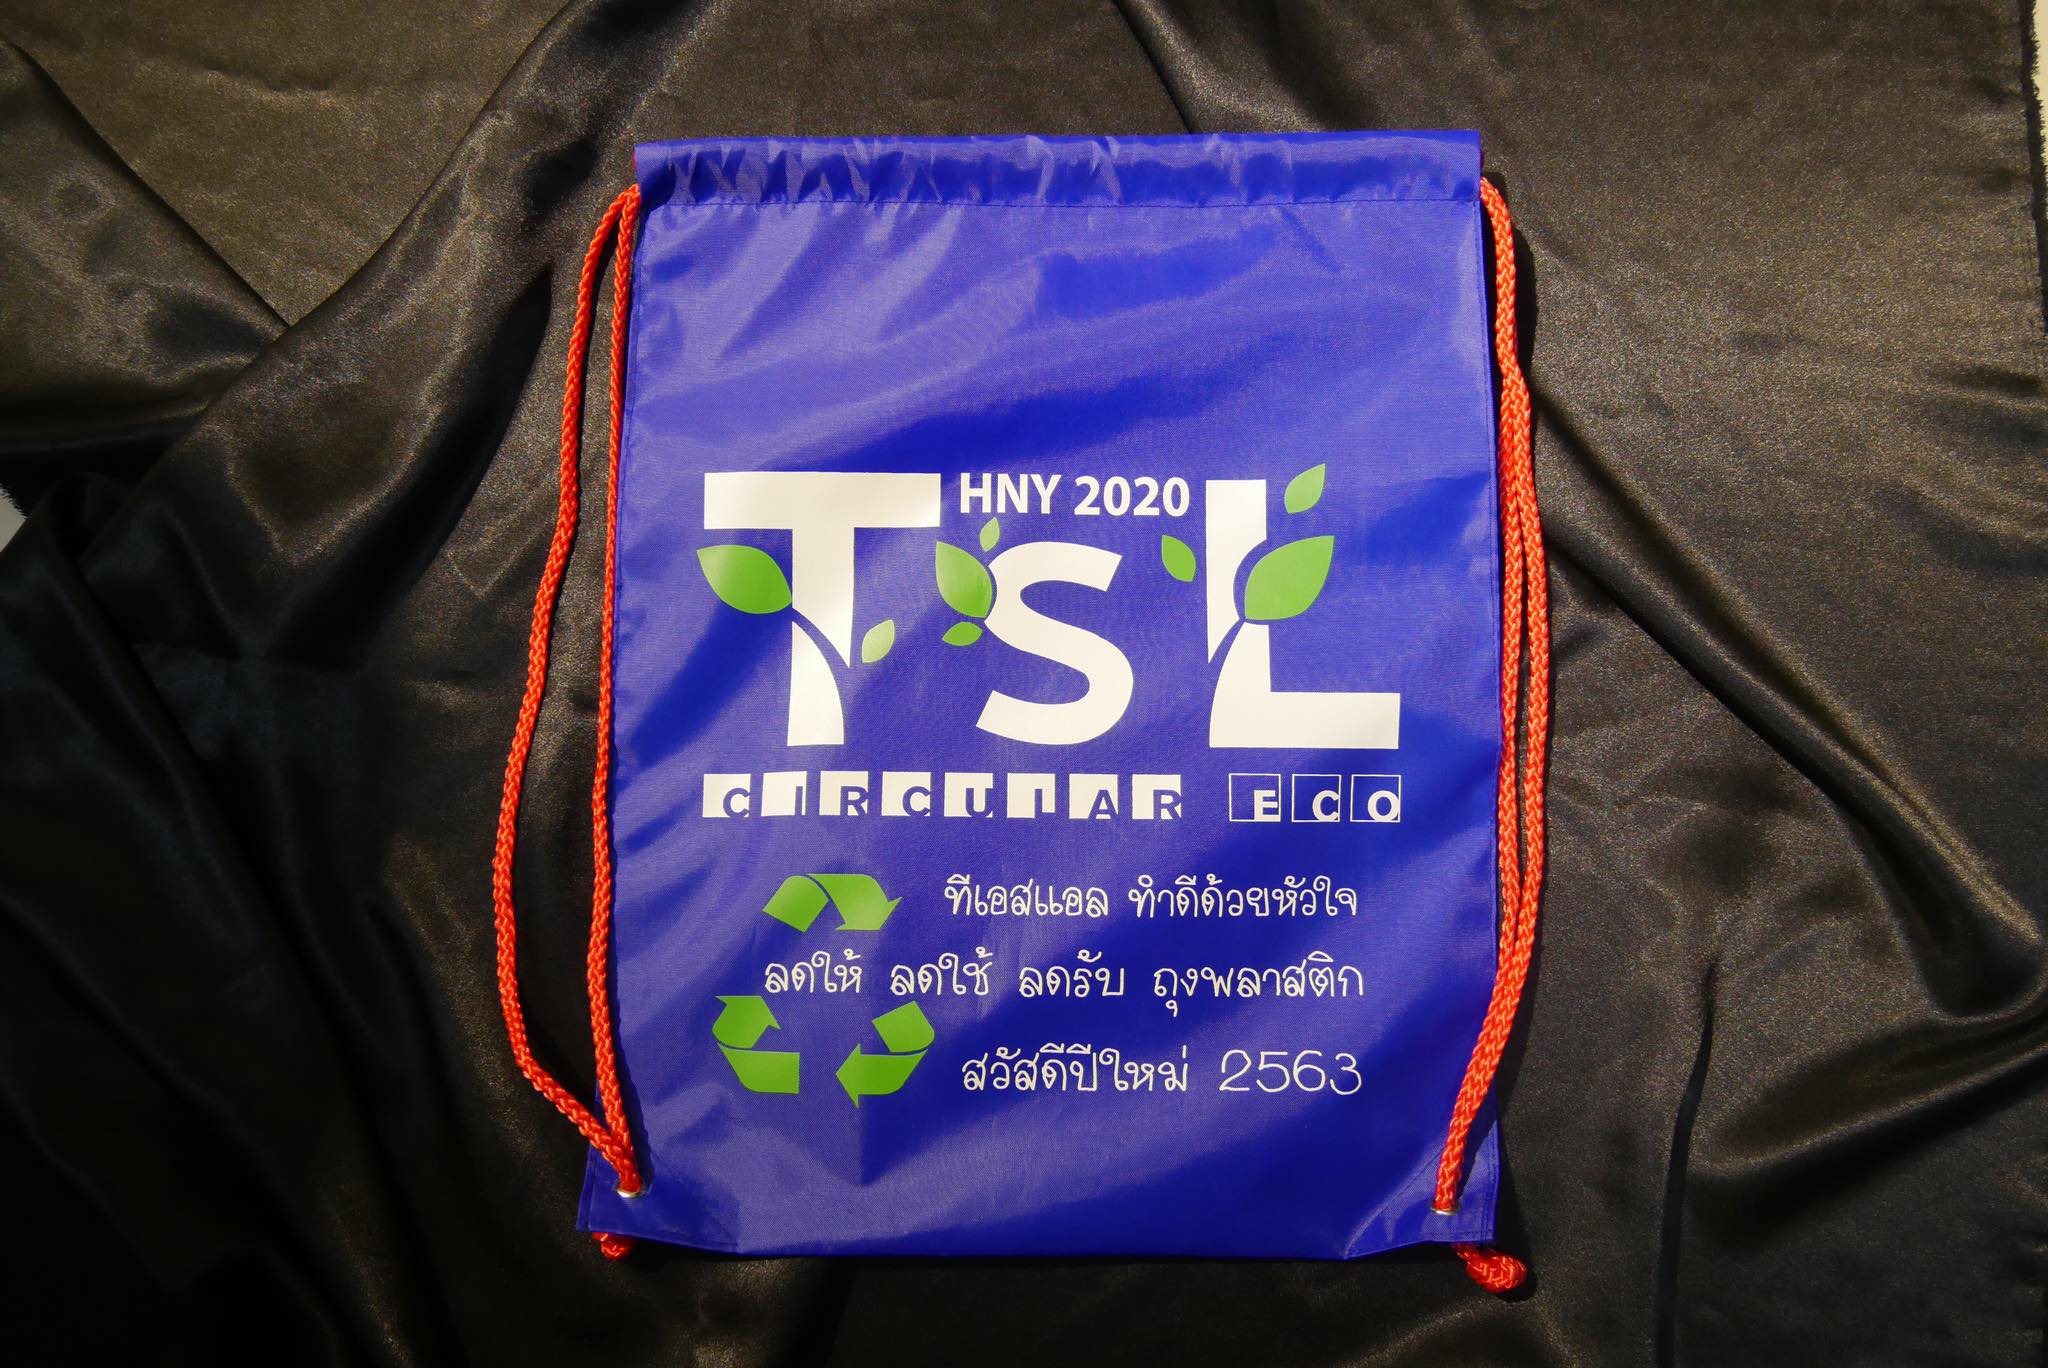 HNY 2020
TSL
CIRCULAR ECO
ทีเอสแอล ทำดีด้วยหัวใจ
ลดให้ ลดใช้ ลดรับ ถุงพลาสติก
สวัสดีปีใหม่ 2563